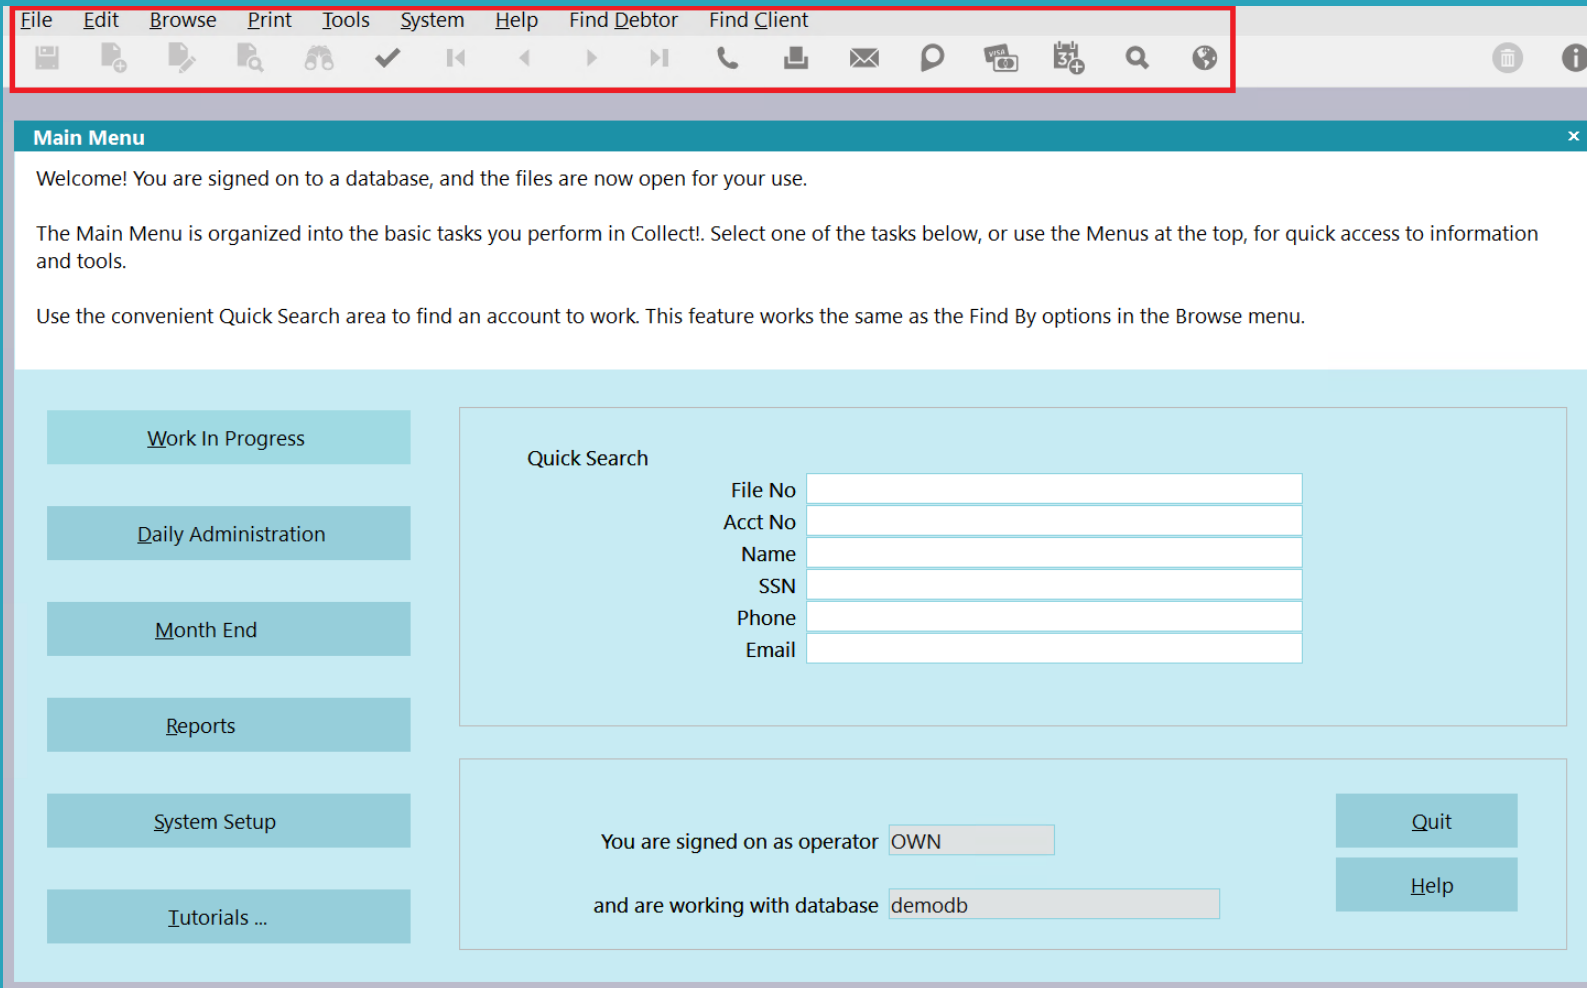 File Edit Browse Print Tools System Help Find Debtor Find Client
VISA 31
Main Menu
Welcome! You are signed on to a database, and the files are now open for your use.
The Main Menu is organized into the basic tasks you perform in Collect!. Select one of the tasks below, or use the Menus at the top, for quick access to information
and tools.
Use the convenient Quick Search area to find an account to work. This feature works the same as the Find By options in the Browse menu.
Work In Progress
Daily Administration
Month End
Reports
System Setup
Tutorials ...
Quick Search
File No
Acct No
Name
SSN
Phone
Email
You are signed on as operator OWN
and are working with database demodb
Quit
Help